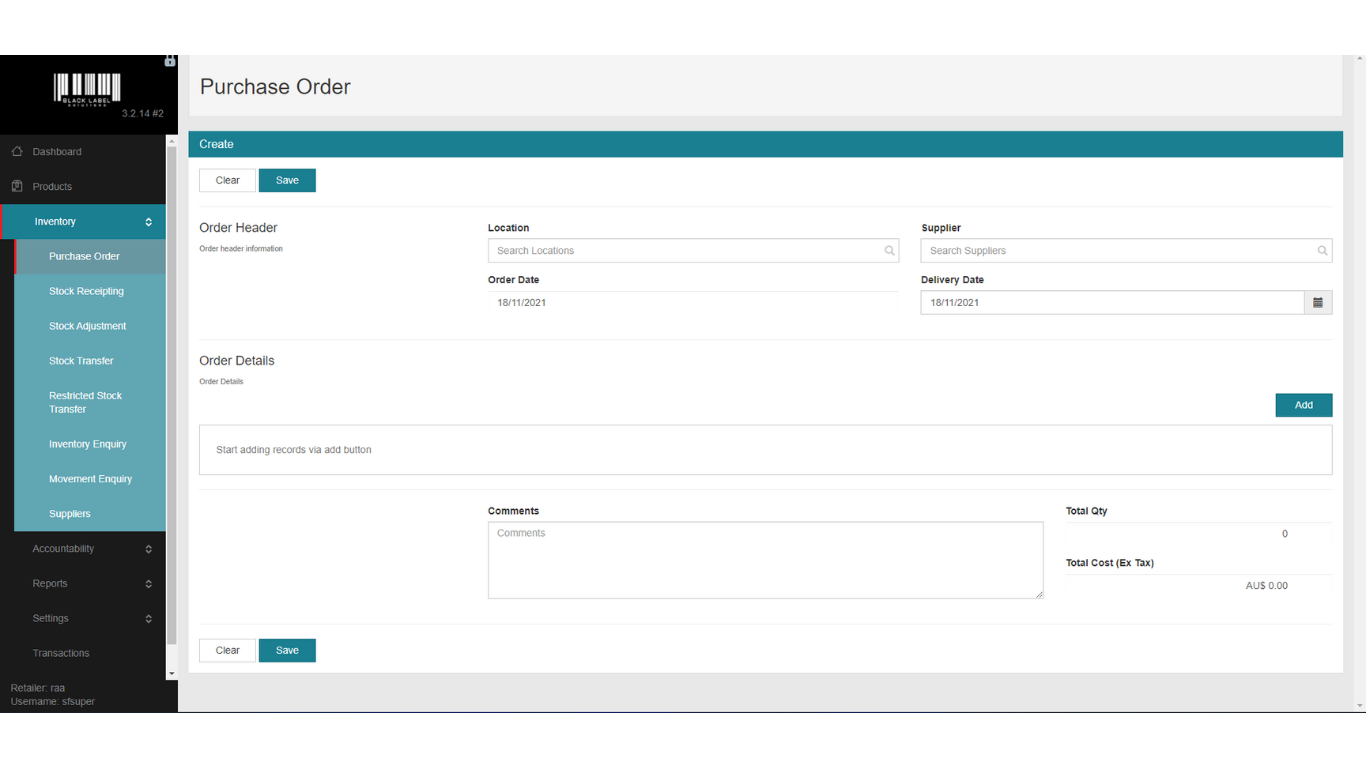 BLACK LABEL
solutions
3.2.14 #2
Dashboard
Products
Inventory
Purchase Order
Stock Receipting
Stock Adjustment
Stock Transfer
Restricted Stock
Transfer
Inventory Enquiry
Movement Enquiry
Suppliers
Accountability
Reports
Settings
Transactions
Retailer: raa
Username: sfsuper
Purchase Order
Create
Clear Save
Order Header
Order header information
Location
Search Locations
Supplier
Search Suppliers
Order Date
18/11/2021
Delivery Date
18/11/2021
Order Details
Order Details
Add
Start adding records via add button
Comments
Comments
Total Qty
0
Total Cost (Ex Tax)
AU$ 0.00
Clear Save